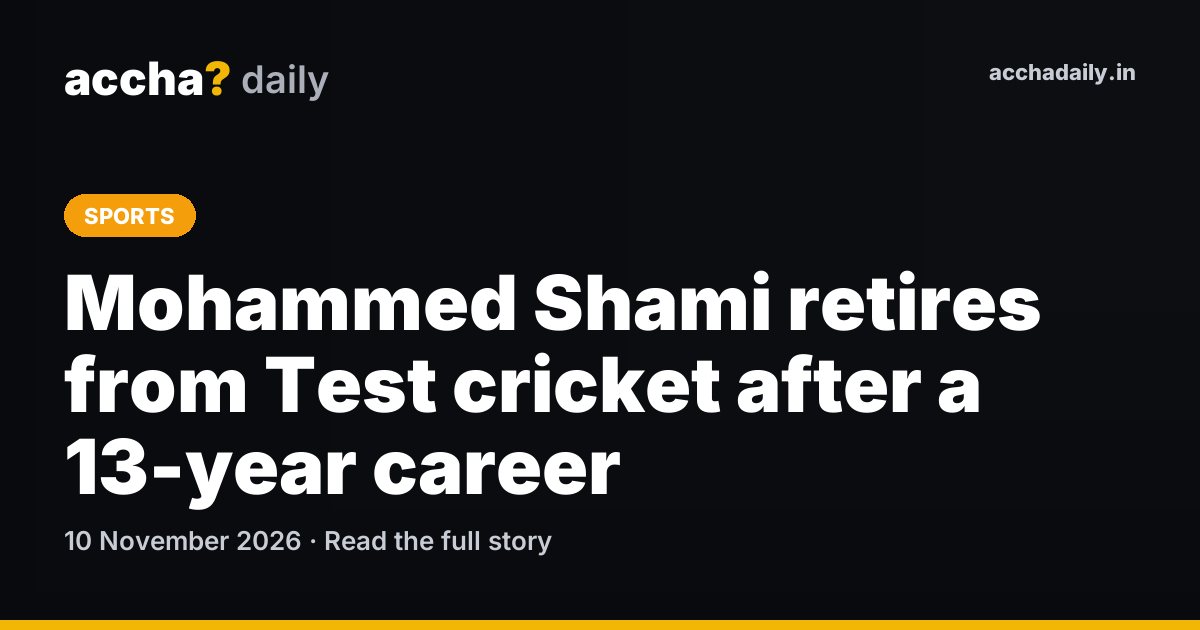 accha? daily
acchadaily.in
SPORTS
Mohammed Shami retires
from Test cricket after a
13-year career
10 November 2026 · Read the full story